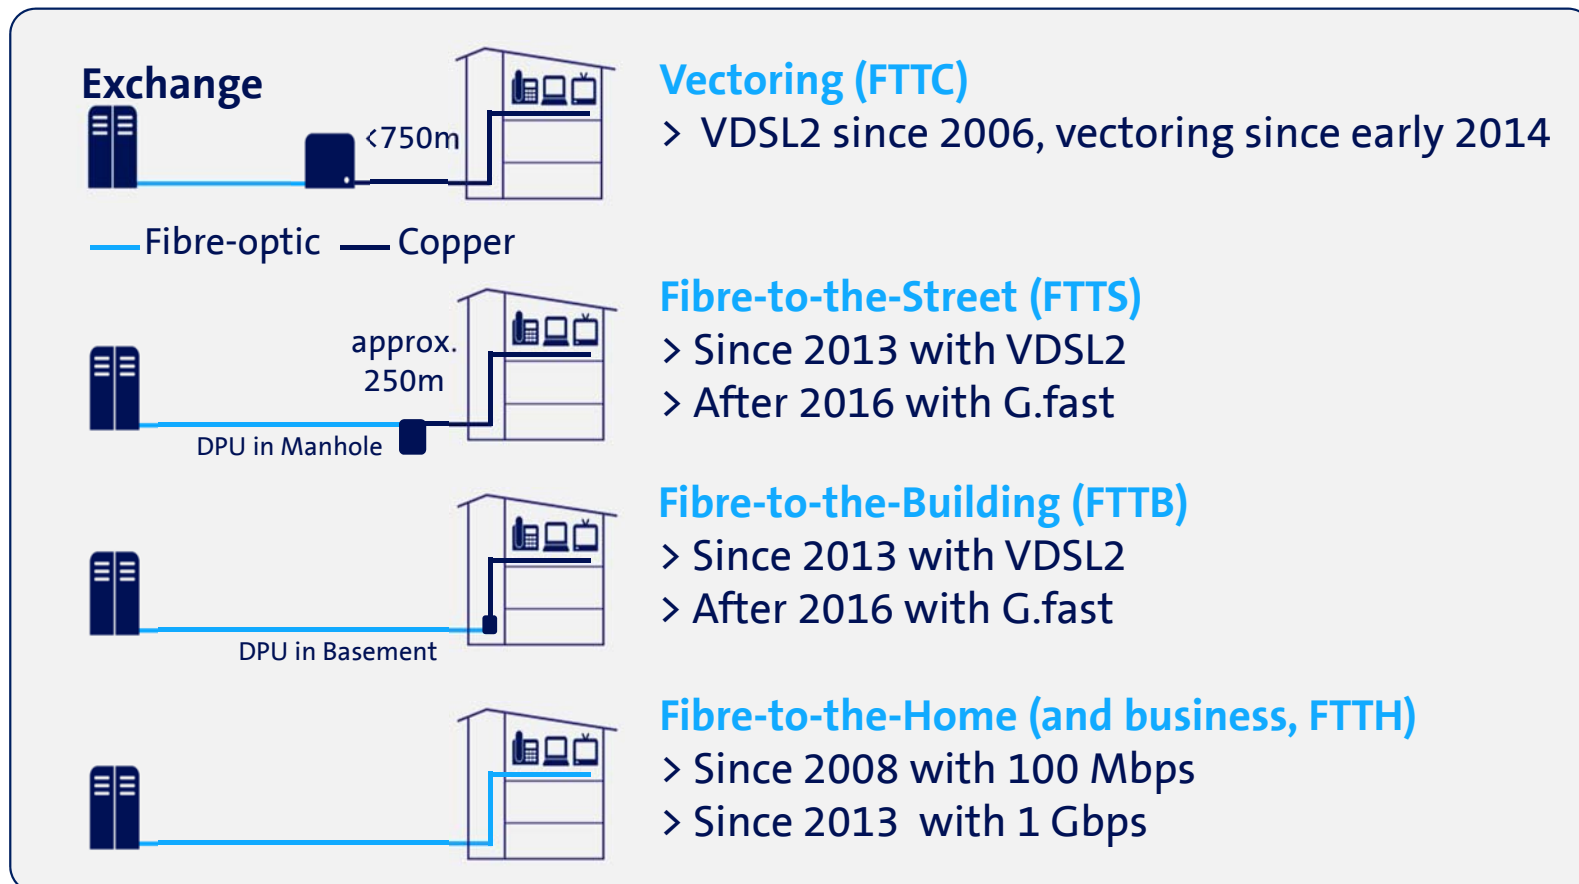 Exchange
<750m
Vectoring (FTTC)
> VDSL2 since 2006, vectoring since early 2014
Fibre-optic
Copper
approx.
250m
DPU in Manhole
Fibre-to-the-Street (FTTS)
> Since 2013 with VDSL2
> After 2016 with G.fast
DPU in Basement
Fibre-to-the-Building (FTTB)
> Since 2013 with VDSL2
> After 2016 with G.fast
Fibre-to-the-Home (and business, FTTH)
> Since 2008 with 100 Mbps
> Since 2013 with 1 Gbps